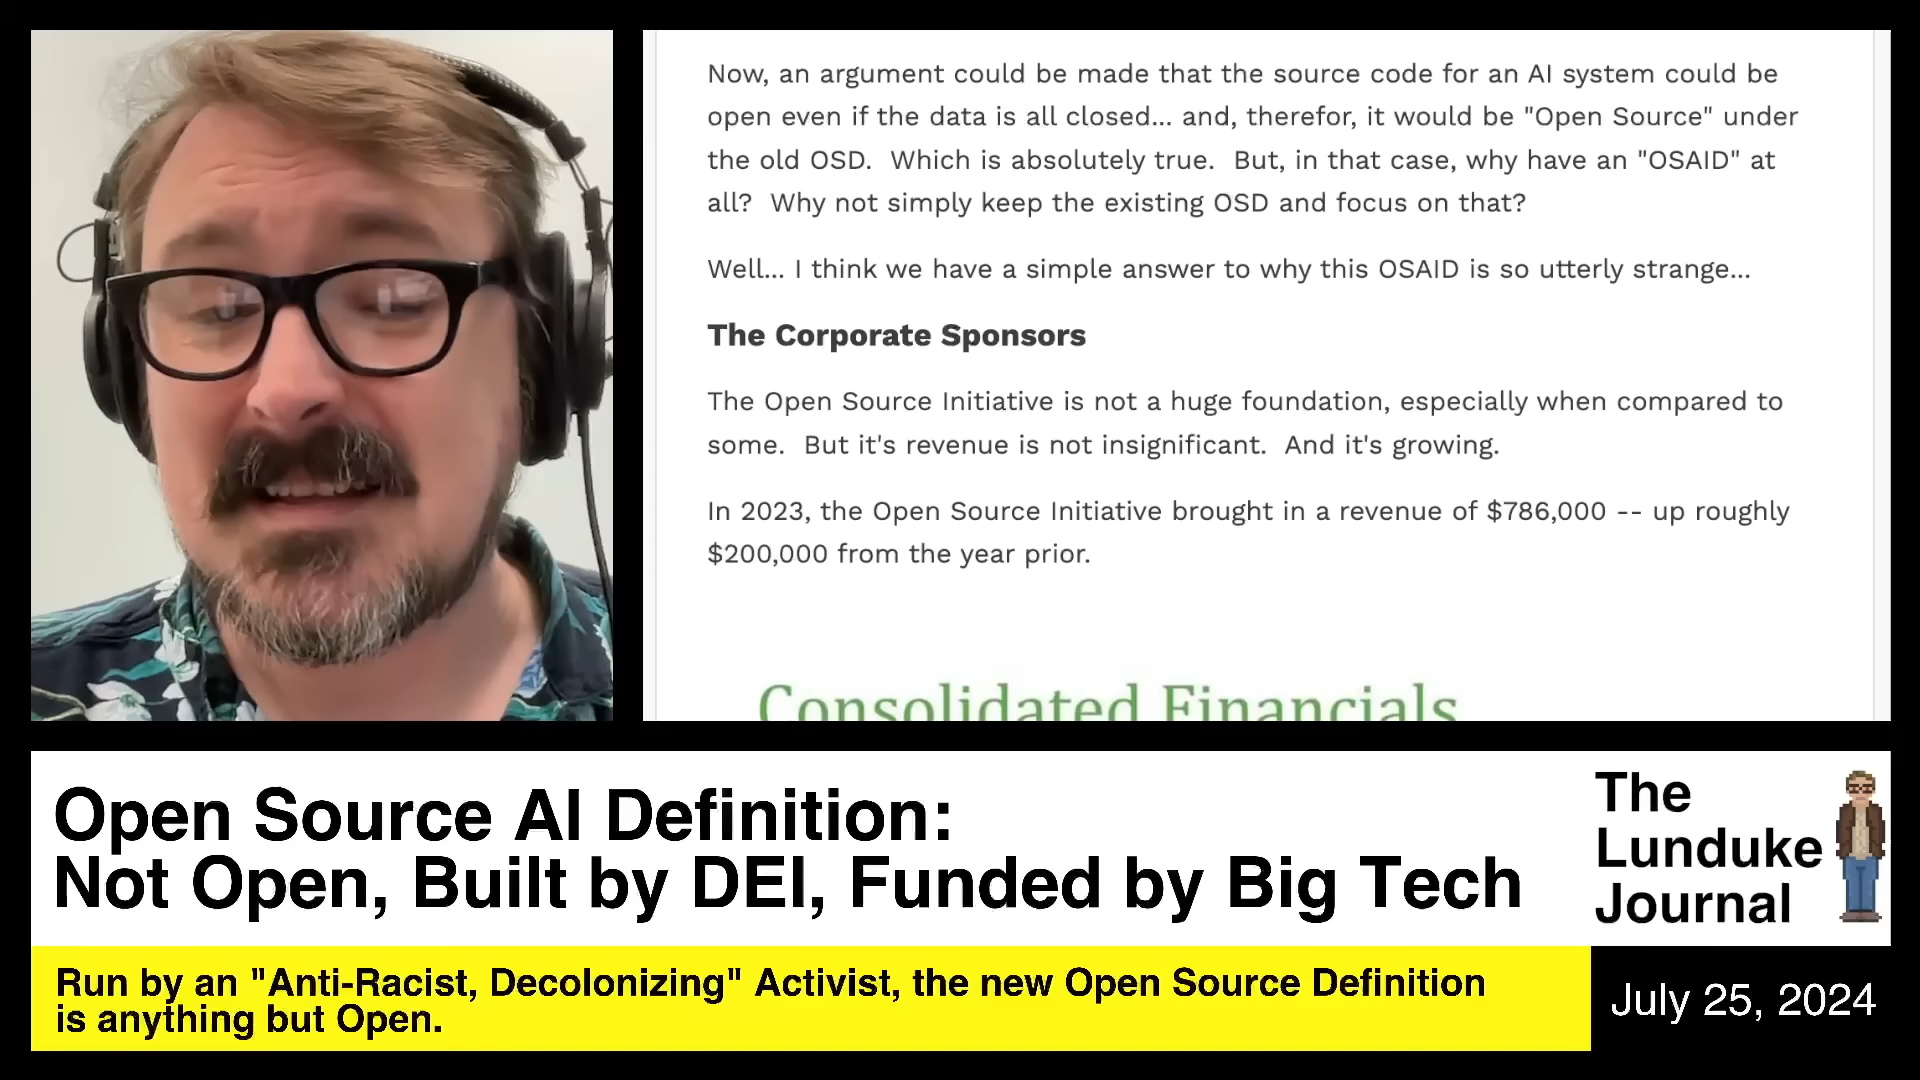 Now, an argument could be made that the source code for an AI system could be
open even if the data is all closed... and, therefor, it would be "Open Source" under
the old OSD.  Which is absolutely true.  But, in that case, why have an "OSAID" at
all?  Why not simply keep the existing OSD and focus on that?
Well... I think we have a simple answer to why this OSAID is so utterly strange...
The Corporate Sponsors
The Open Source Initiative is not a huge foundation, especially when compared to
some.  But it's revenue is not insignificant.  And it's growing.
In 2023, the Open Source Initiative brought in a revenue of $786,000 -- up roughly
$200,000 from the year prior.
Consolidated Financials
Open Source AI Definition:
Not Open, Built by DEI, Funded by Big Tech
The
Lunduke
Journal
Run by an "Anti-Racist, Decolonizing" Activist, the new Open Source Definition
is anything but Open.
July 25, 2024